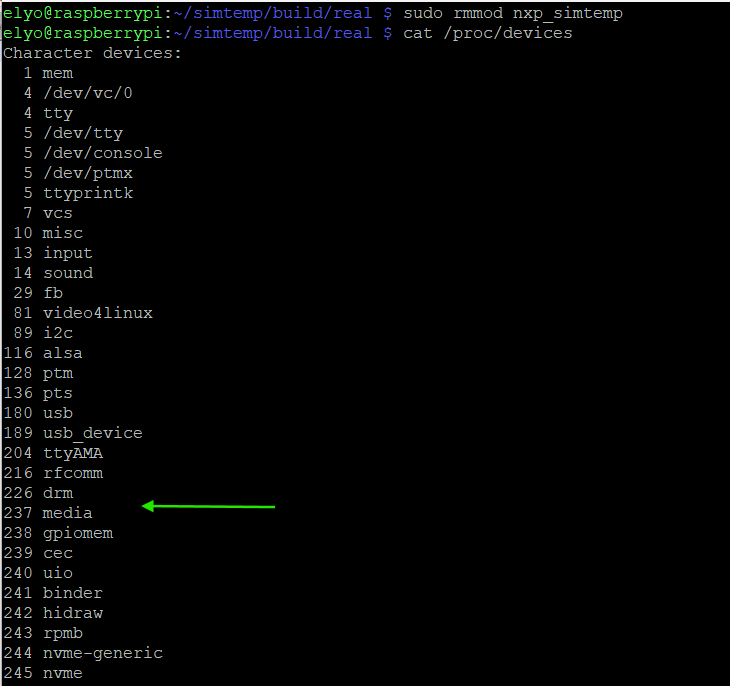 elyo@raspberrypi:~/simtemp/build/real $ sudo rmmod nxp_simtemp
elyo@raspberrypi:~/simtemp/build/real $ cat /proc/devices
Character devices:
  1 mem
  4 /dev/vc/0
  4 tty
  5 /dev/tty
  5 /dev/console
  5 /dev/ptmx
  5 ttyprintk
  7 vcs
 10 misc
 13 input
 14 sound
 29 fb
 81 video4linux
 89 i2c
116 alsa
128 ptm
136 pts
180 usb
189 usb_device
204 ttyAMA
216 rfcomm
226 drm
237 media
238 gpiomem
239 cec
240 uio
241 binder
242 hidraw
243 rpmb
244 nvme-generic
245 nvme